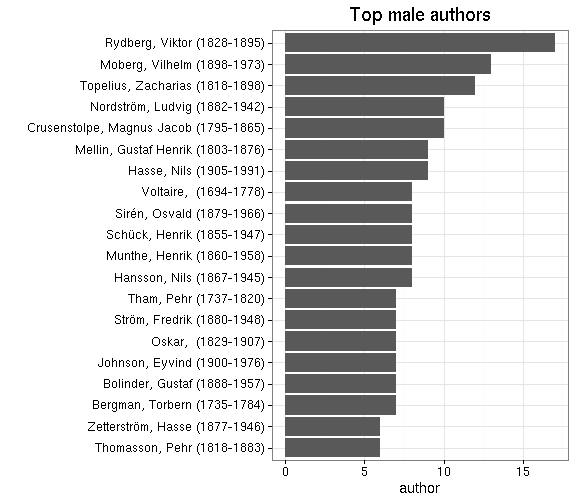 Top male authors
Rydberg, Viktor (1828-1895)
Moberg, Vilhelm (1898-1973)
Topelius, Zacharias (1818-1898)
Nordström, Ludvig (1882-1942)
Crusenstolpe, Magnus Jacob (1795-1865)
Mellin, Gustaf Henrik (1803-1876)
Hasse, Nils (1905-1991)
Voltaire,  (1694-1778)
Sirén, Osvald (1879-1966)
Schück, Henrik (1855-1947)
Munthe, Henrik (1860-1958)
Hansson, Nils (1867-1945)
Tham, Pehr (1737-1820)
Ström, Fredrik (1880-1948)
Oskar,  (1829-1907)
Johnson, Eyvind (1900-1976)
Bolinder, Gustaf (1888-1957)
Bergman, Torbern (1735-1784)
Zetterström, Hasse (1877-1946)
Thomasson, Pehr (1818-1883)
0 5 10 15
author